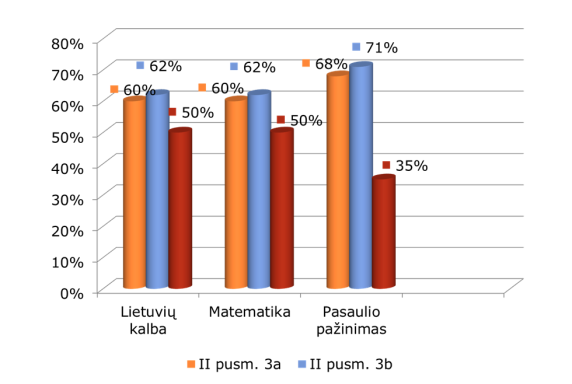 80%
70%
60%
50%
40%
30%
20%
10%
0%
60%
62%
50%
60%
62%
50%
68%
71%
35%
Lietuvių
kalba
Matematika
Pasaulio
pažinimas
II pusm. 3a
II pusm. 3b